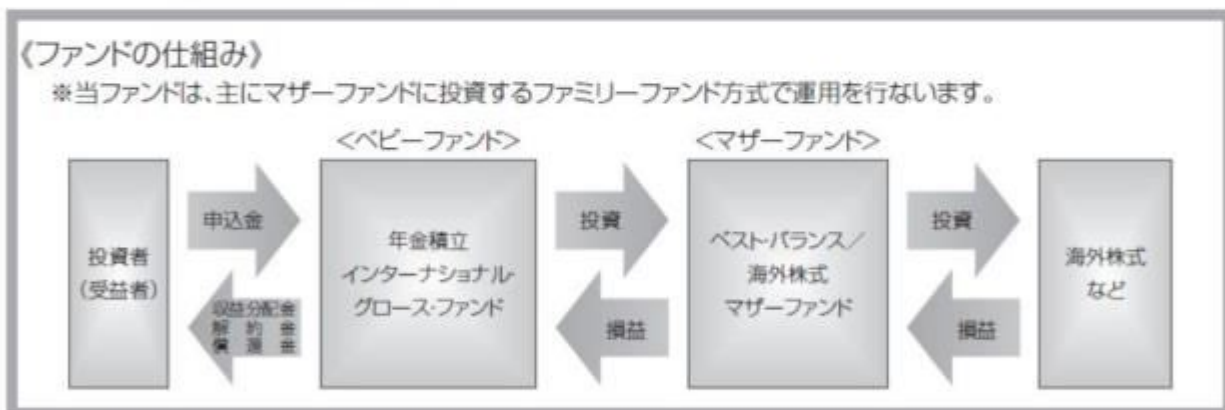 《ファンドの仕組み》
※当ファンドは、主にマザーファンドに投資するファミリーファンド方式で運用を行ないます。
<ベビーファンド>
<マザーファンド>
投資者
(受益者)
申込金
収益分配金
解約金
償還金
年金積立
インターナショナル・
グロース・ファンド
投資
損益
ベスト・バランス/
海外株式
マザーファンド
投資
損益
海外株式
など